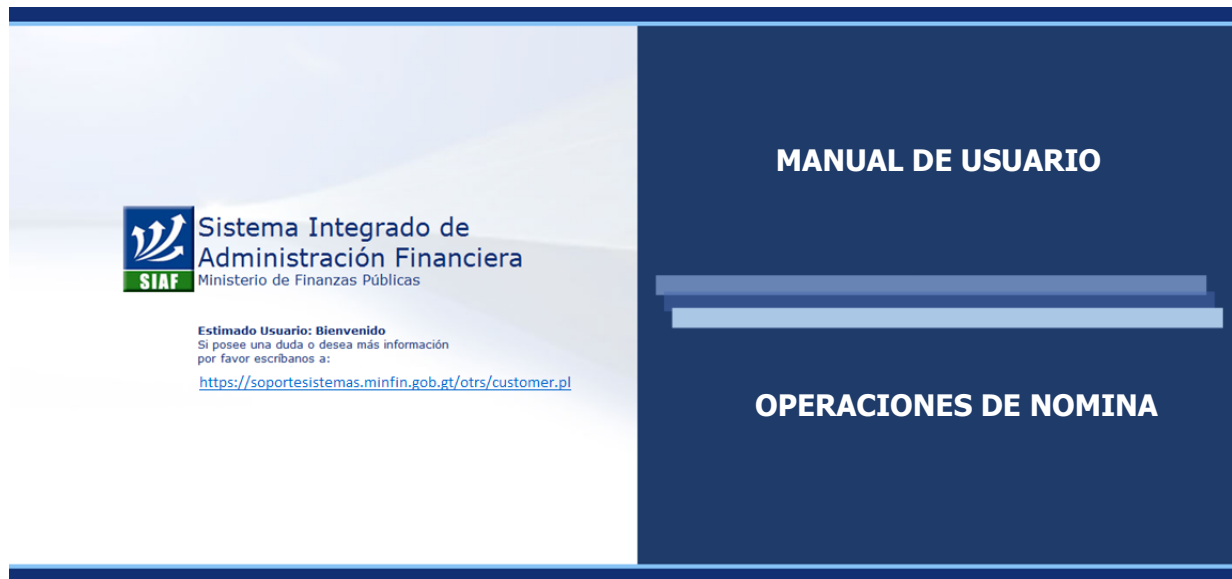 SIAF
Sistema Integrado de
Administración Financiera
Ministerio de Finanzas Públicas
Estimado Usuario: Bienvenido
Si posee una duda o desea más información
por favor escríbanos a:
https://soportesistemas.minfin.gob.gt/otrs/customer.pl
MANUAL DE USUARIO
OPERACIONES DE NOMINA